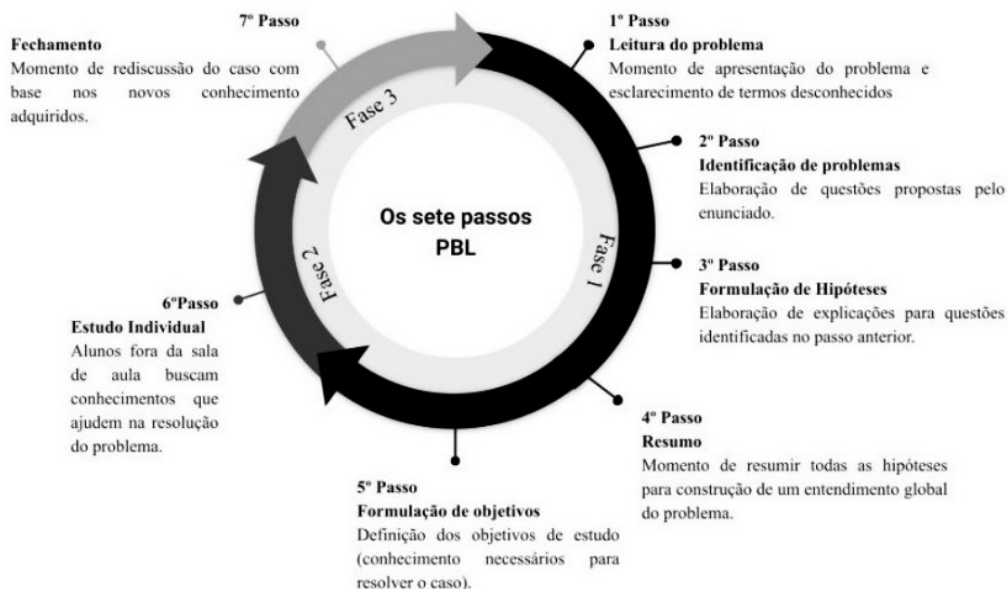 1º Passo
Leitura do problema
Momento de apresentação do problema e
esclarecimento de termos desconhecidos
2º Passo
Identificação de problemas
Elaboração de questões propostas pelo
enunciado.
3º Passo
Formulação de Hipóteses
Elaboração de explicações para questões
identificadas no passo anterior.
4º Passo
Resumo
Momento de resumir todas as hipóteses
para construção de um entendimento global
do problema.
5º Passo
Formulação de objetivos
Definição dos objetivos de estudo
(conhecimento necessários para
resolver o caso).
6ºPasso
Estudo Individual
Alunos fora da sala
de aula buscam
conhecimentos que
ajudem na resolução
do problema.
7º Passo
Fechamento
Momento de rediscussão do caso com
base nos novos conhecimento
adquiridos.
Fase 1
Fase 2
Fase 3
Os sete passos
PBL